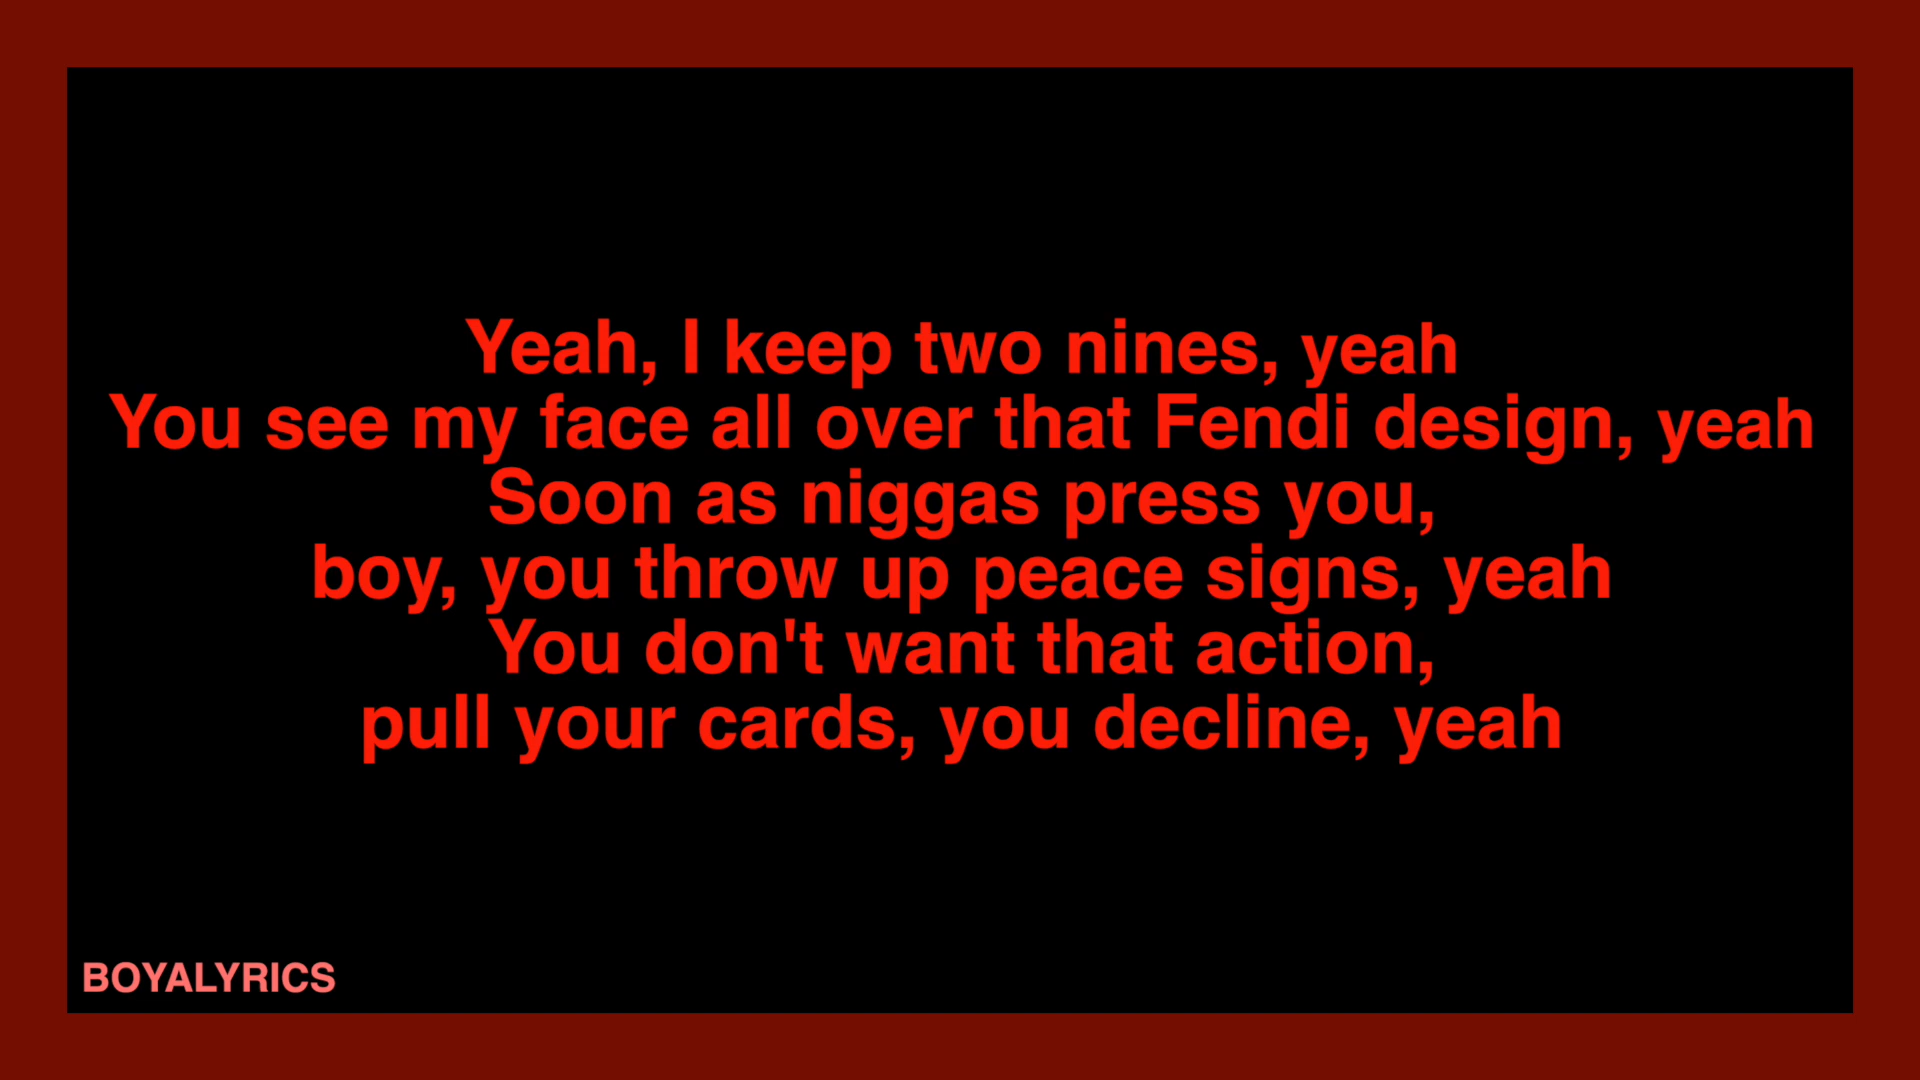 Yeah, I keep two nines, yeah
You see my face all over that Fendi design, yeah
Soon as niggas press you,
boy, you throw up peace signs, yeah
You don't want that action,
pull your cards, you decline, yeah
BOYALYRICS